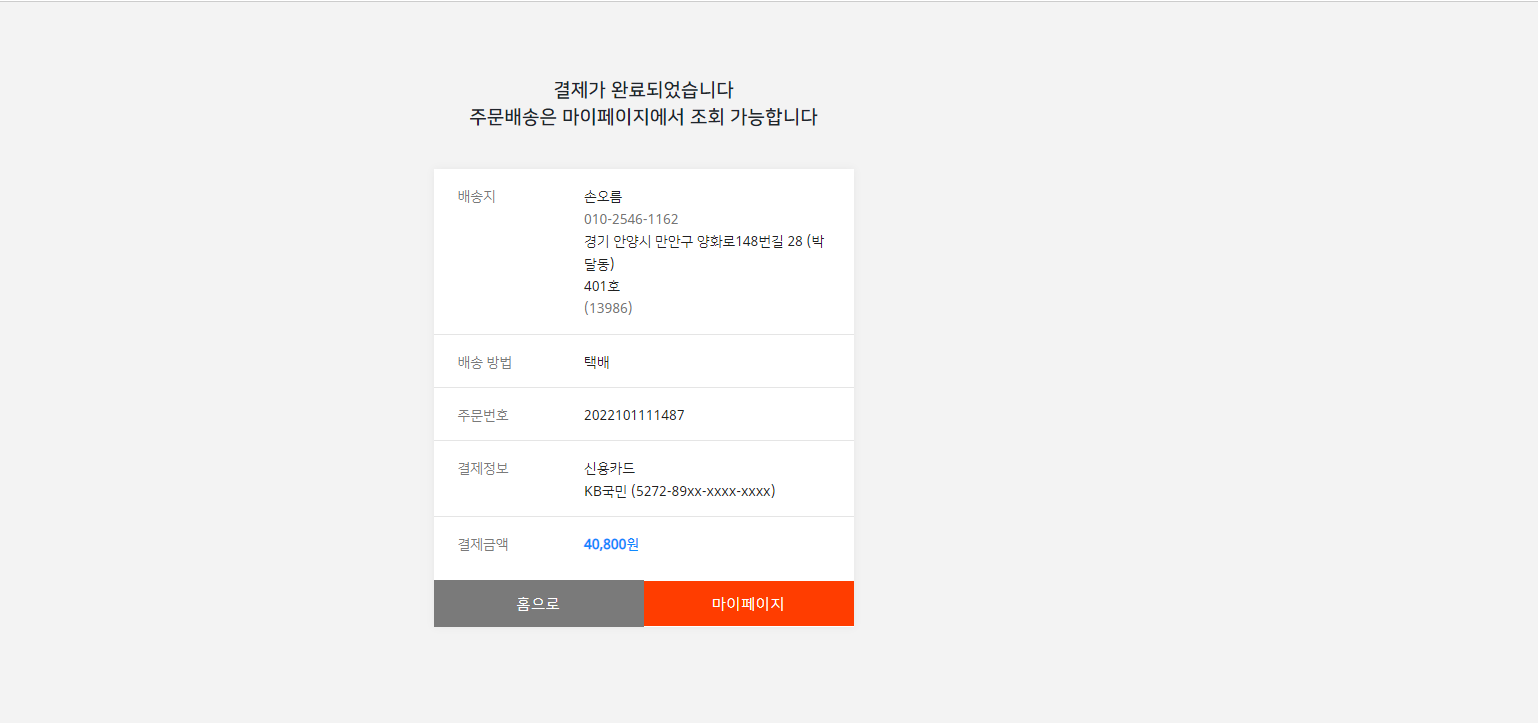 결제가 완료되었습니다
주문배송은 마이페이지에서 조회 가능합니다
배송지
손오름
010-2546-1162
경기 안양시 만안구 양화로148번길 28 (박
달동)
401호
(13986)
배송 방법
택배
주문번호
2022101111487
결제정보
신용카드
KB국민 (5272-89xx-xxxx-xxxx)
결제금액
40,800원
홈으로
마이페이지